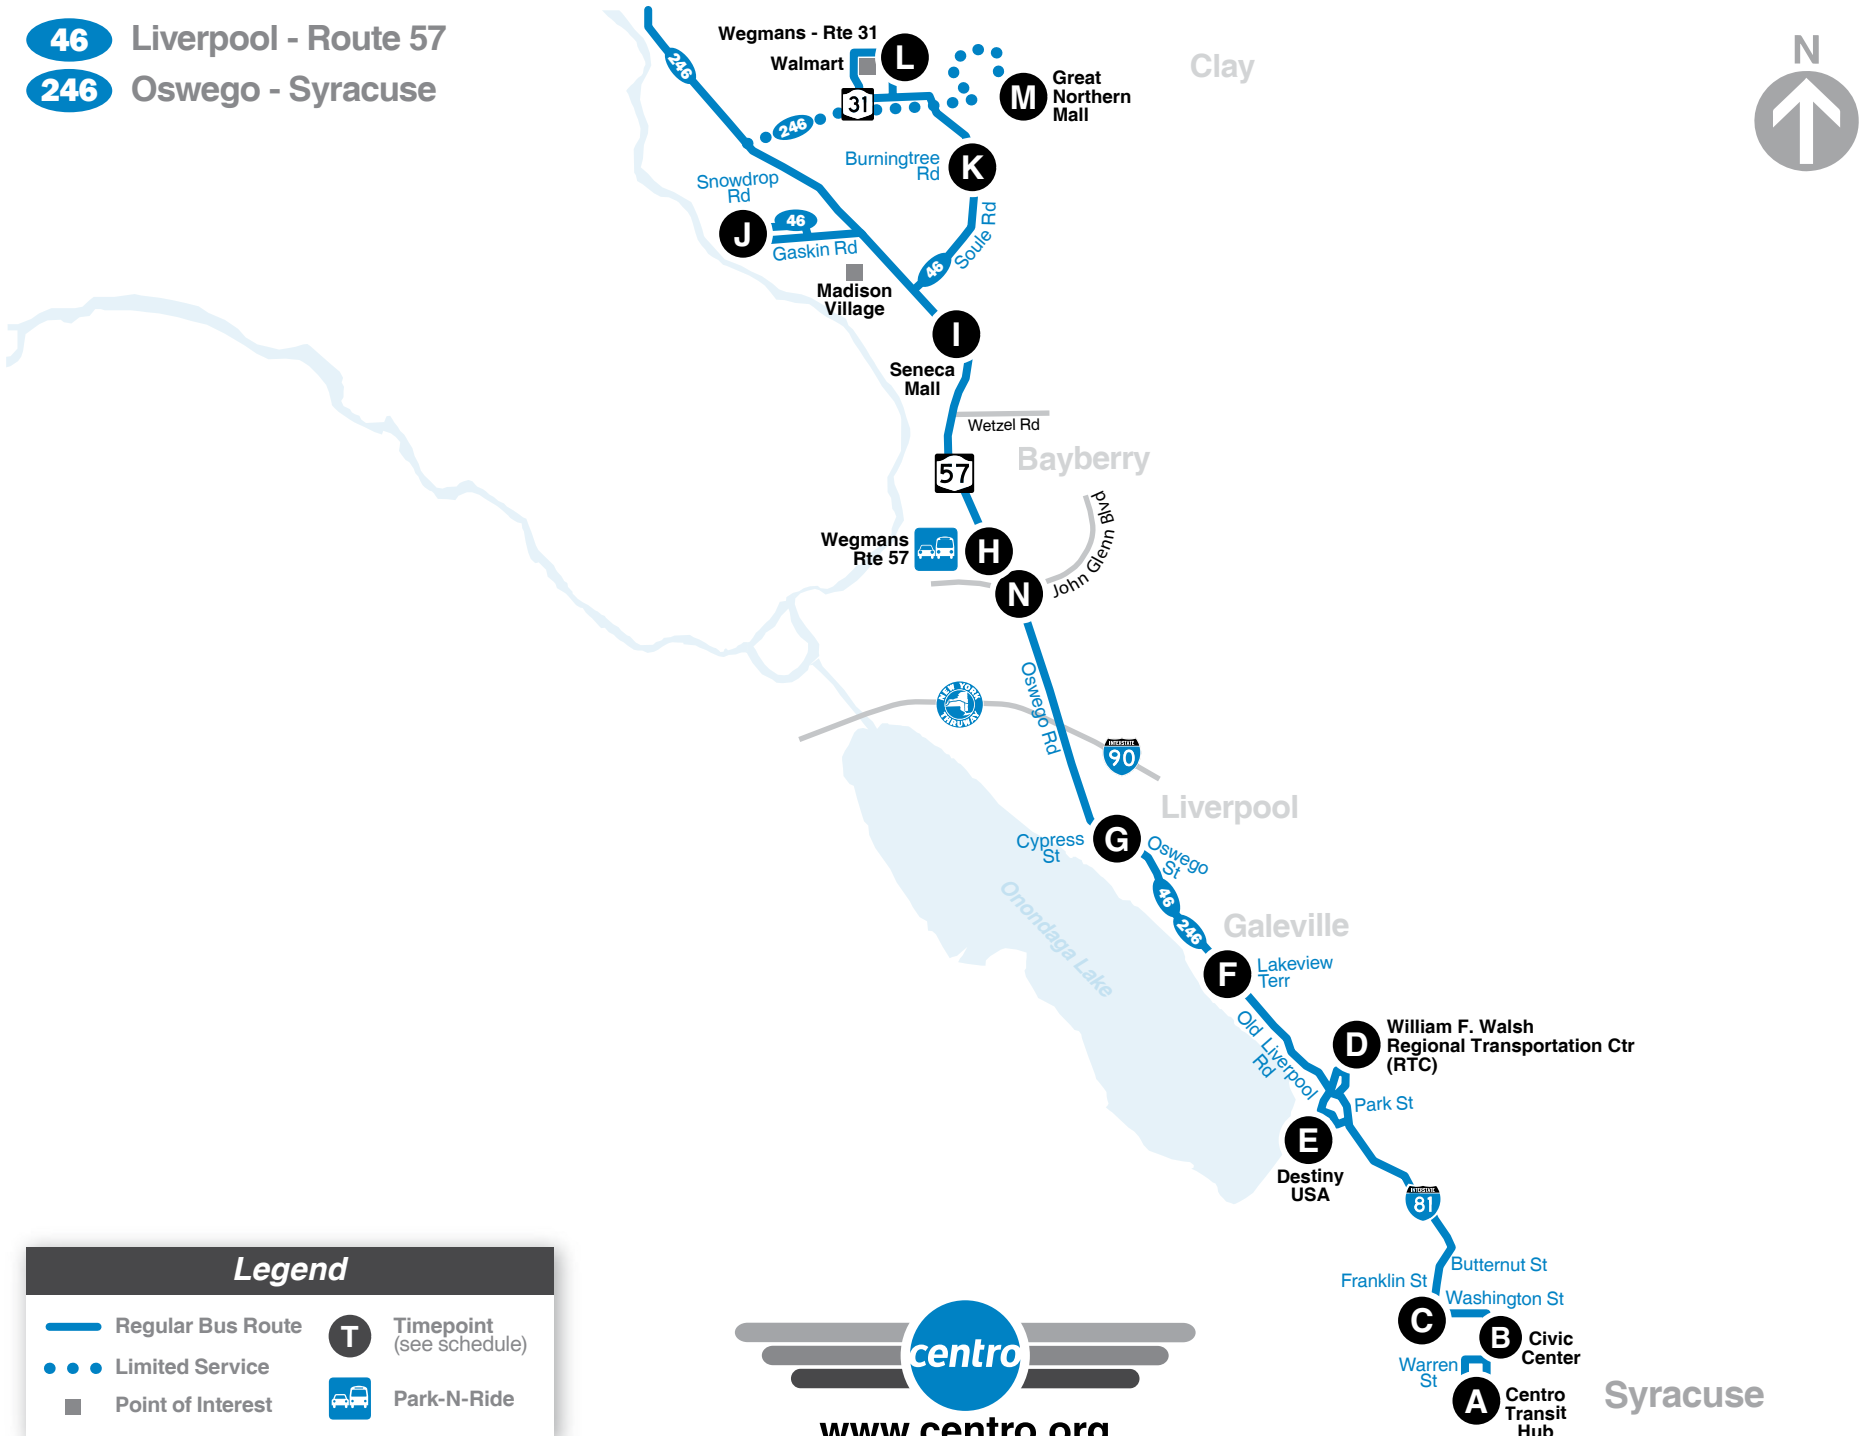 46 Liverpool - Route 57
246 Oswego - Syracuse
N
Clay
246
Wegmans - Rte 31
Walmart
L
31
246
M
Great
Northern
Mall
Burningtree
Rd
K
Snowdrop
Rd
J
46
Gaskin Rd
Soule Rd
46
Madison
Village
I
Seneca
Mall
Wetzel Rd
Bayberry
57
John Glenn Blvd
Wegmans
Rte 57
H
N
Oswego Rd
NEW YORK
THRUWAY
INTERSTATE
90
Liverpool
Cypress
St
G
Oswego
St
46
246
Galeville
Onondaga Lake
F
Lakeview
Terr
Old Liverpool
Rd
D
William F. Walsh
Regional Transportation Ctr
(RTC)
Park St
E
Destiny
USA
INTERSTATE
81
Butternut St
Franklin St
Washington St
C
B
Civic
Center
Warren
St
A
Centro
Transit
Hub
Syracuse
Legend
Regular Bus Route
Limited Service
Point of Interest
T
Timepoint
(see schedule)
Park-N-Ride
centro
www.centro.org